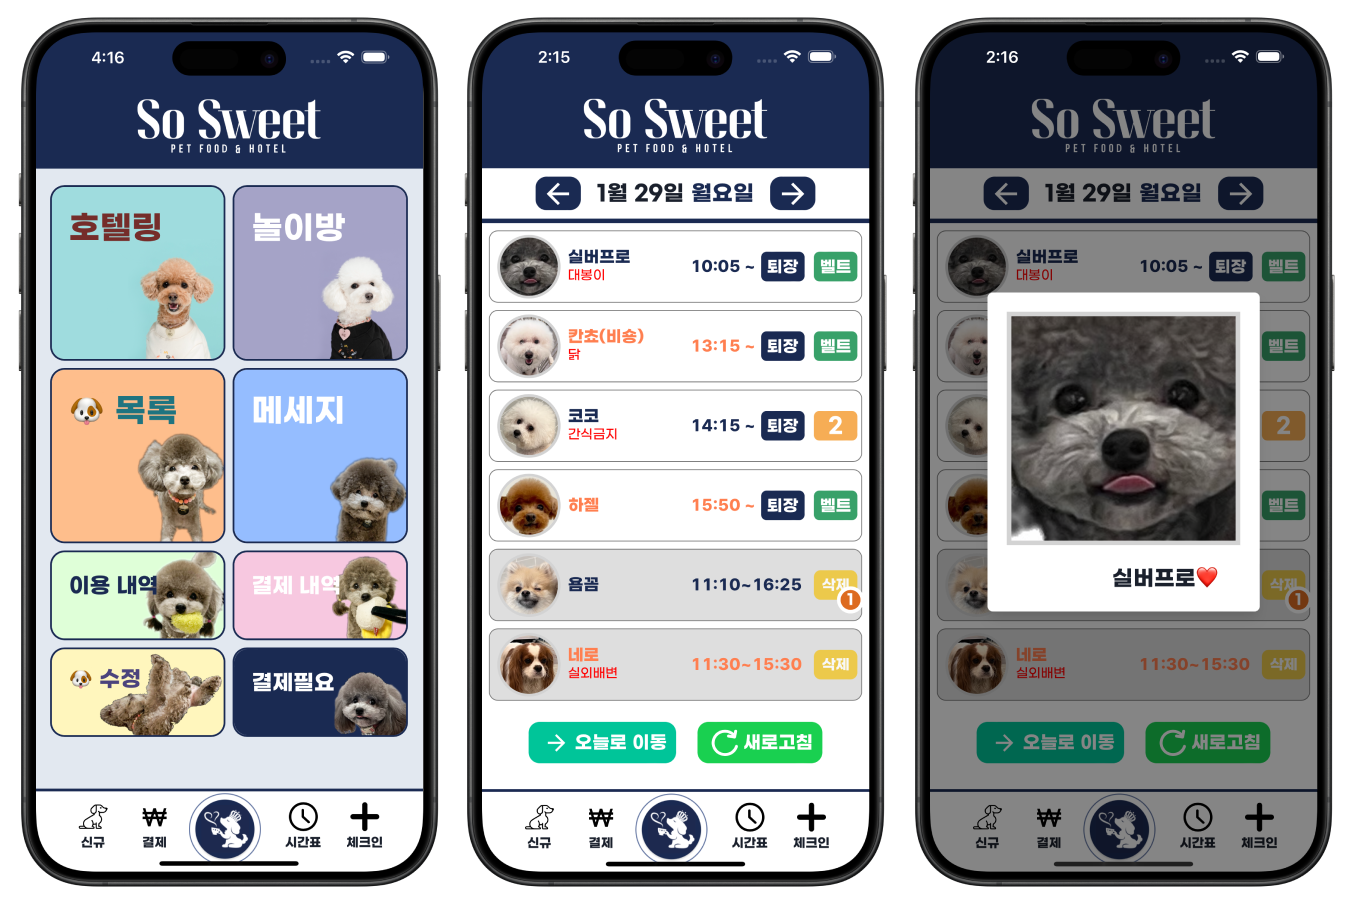 4:16
So Sweet
PET FOOD & HOTEL
호텔링
놀이방
목록
메세지
이용 내역
결제 내역
수정
결제필요
신규
결제
시간표
체크인
2:15
So Sweet
PET FOOD & HOTEL
1월 29일 월요일
실버프로
대봉이
10:05 ~
퇴장
벨트
칸쵸(비숑)
닭
13:15 ~
퇴장
벨트
코코
간식금지
14:15 ~
퇴장
2
하젤
15:50 ~
퇴장
벨트
욤꼼
11:10~16:25
삭제
1
네로
실외배변
11:30~15:30
삭제
오늘로 이동
새로고침
신규
결제
시간표
체크인
2:16
So Sweet
PET FOOD & HOTEL
1월 29일 월요일
실버프로
대봉이
10:05 ~
퇴장
벨트
벨트
2
벨트
실버프로❤️
삭제
1
네로
실외배변
11:30~15:30
삭제
오늘로 이동
새로고침
신규
결제
시간표
체크인